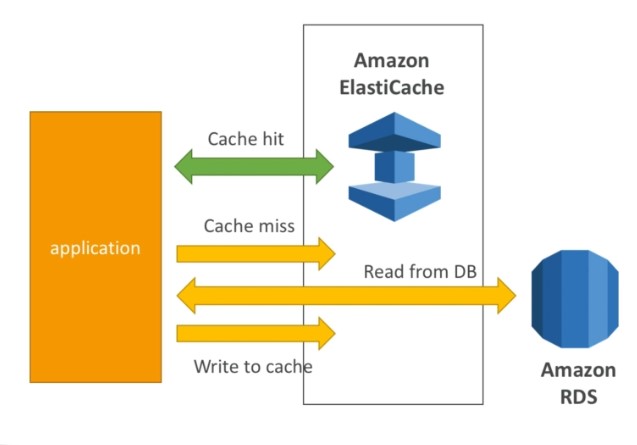 Amazon
ElastiCache
Cache hit
application
Cache miss
Read from DB
Write to cache
Amazon
RDS